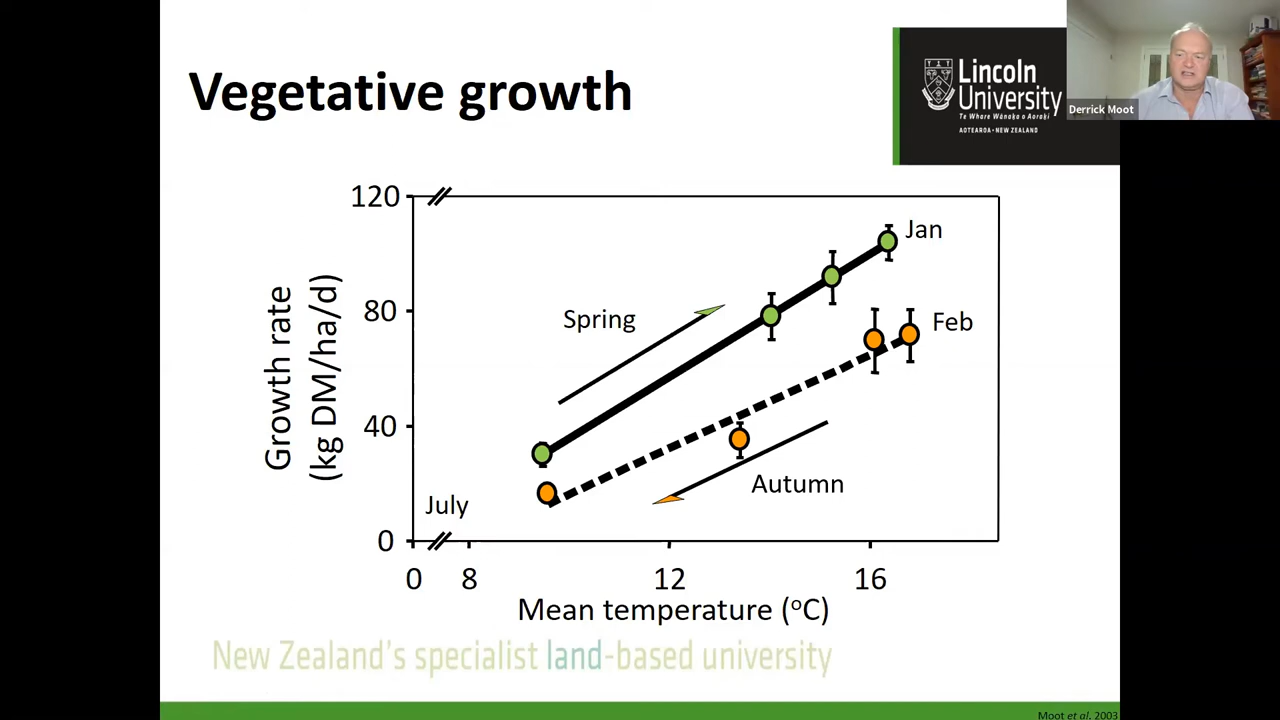 Vegetative growth
Lincoln
University
Te Whare Wānaka o Aoraki
AOTEAROA • NEW ZEALAND
Derrick Moot
120
80
40
0
Growth rate
(kg DM/ha/d)
Jan
Spring
Feb
Autumn
July
0 8 12 16
Mean temperature (°C)
New Zealand's specialist land-based university
Moot et al. 2003